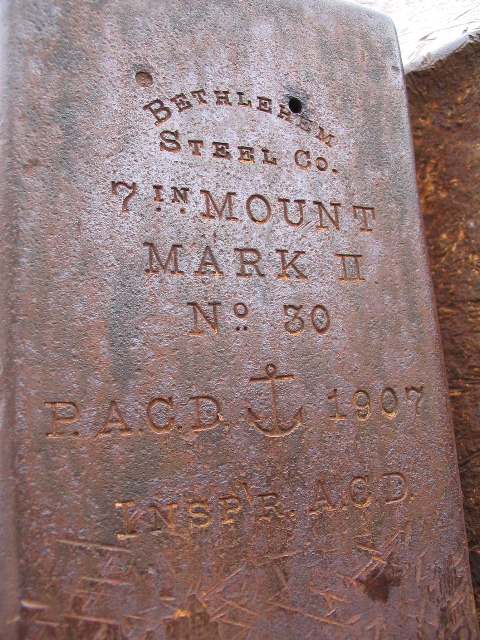 BETHLEHEM
STEEL CO.
7 IN MOUNT
MARK II
No. 30
P.A.C.D. 1907
INSP'R. A.C.D.